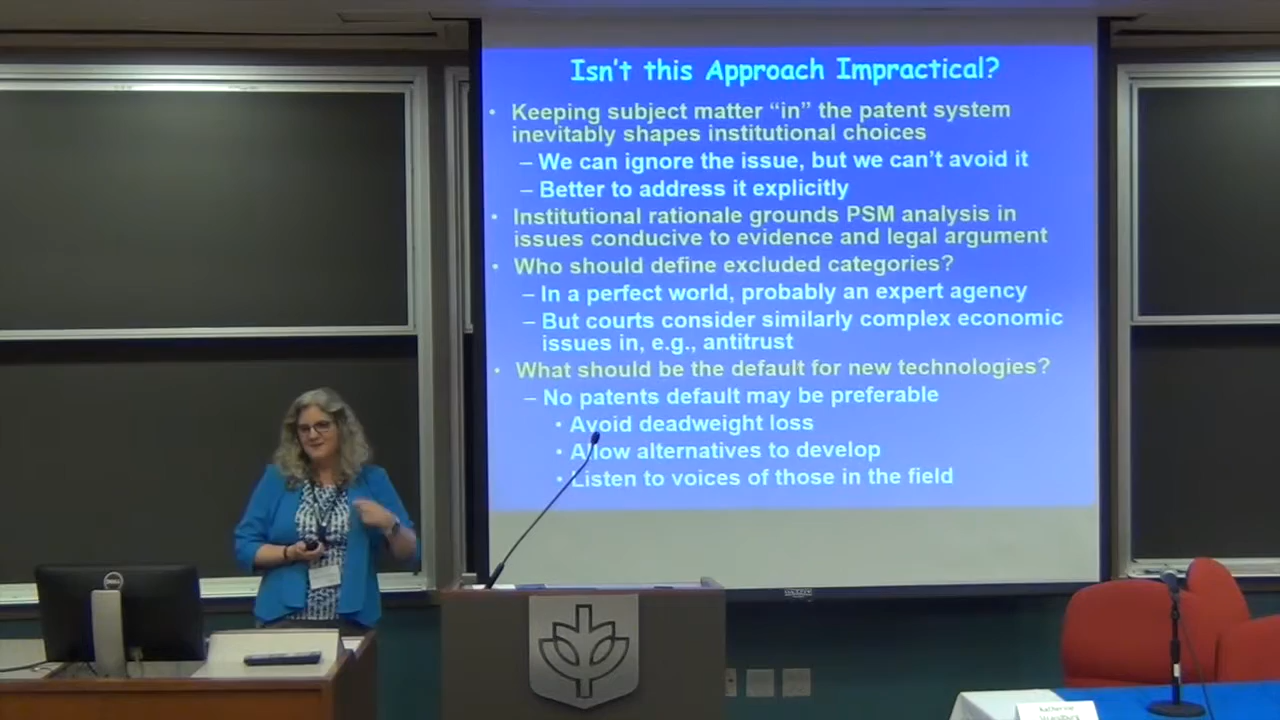 Isn't this Approach Impractical?
• Keeping subject matter "in" the patent system
inevitably shapes institutional choices
– We can ignore the issue, but we can't avoid it
– Better to address it explicitly
• Institutional rationale grounds PSM analysis in
issues conducive to evidence and legal argument
• Who should define excluded categories?
– In a perfect world, probably an expert agency
– But courts consider similarly complex economic
issues in, e.g., antitrust
• What should be the default for new technologies?
– No patents default may be preferable
• Avoid deadweight loss
• Allow alternatives to develop
• Listen to voices of those in the field
DELL
Katherine